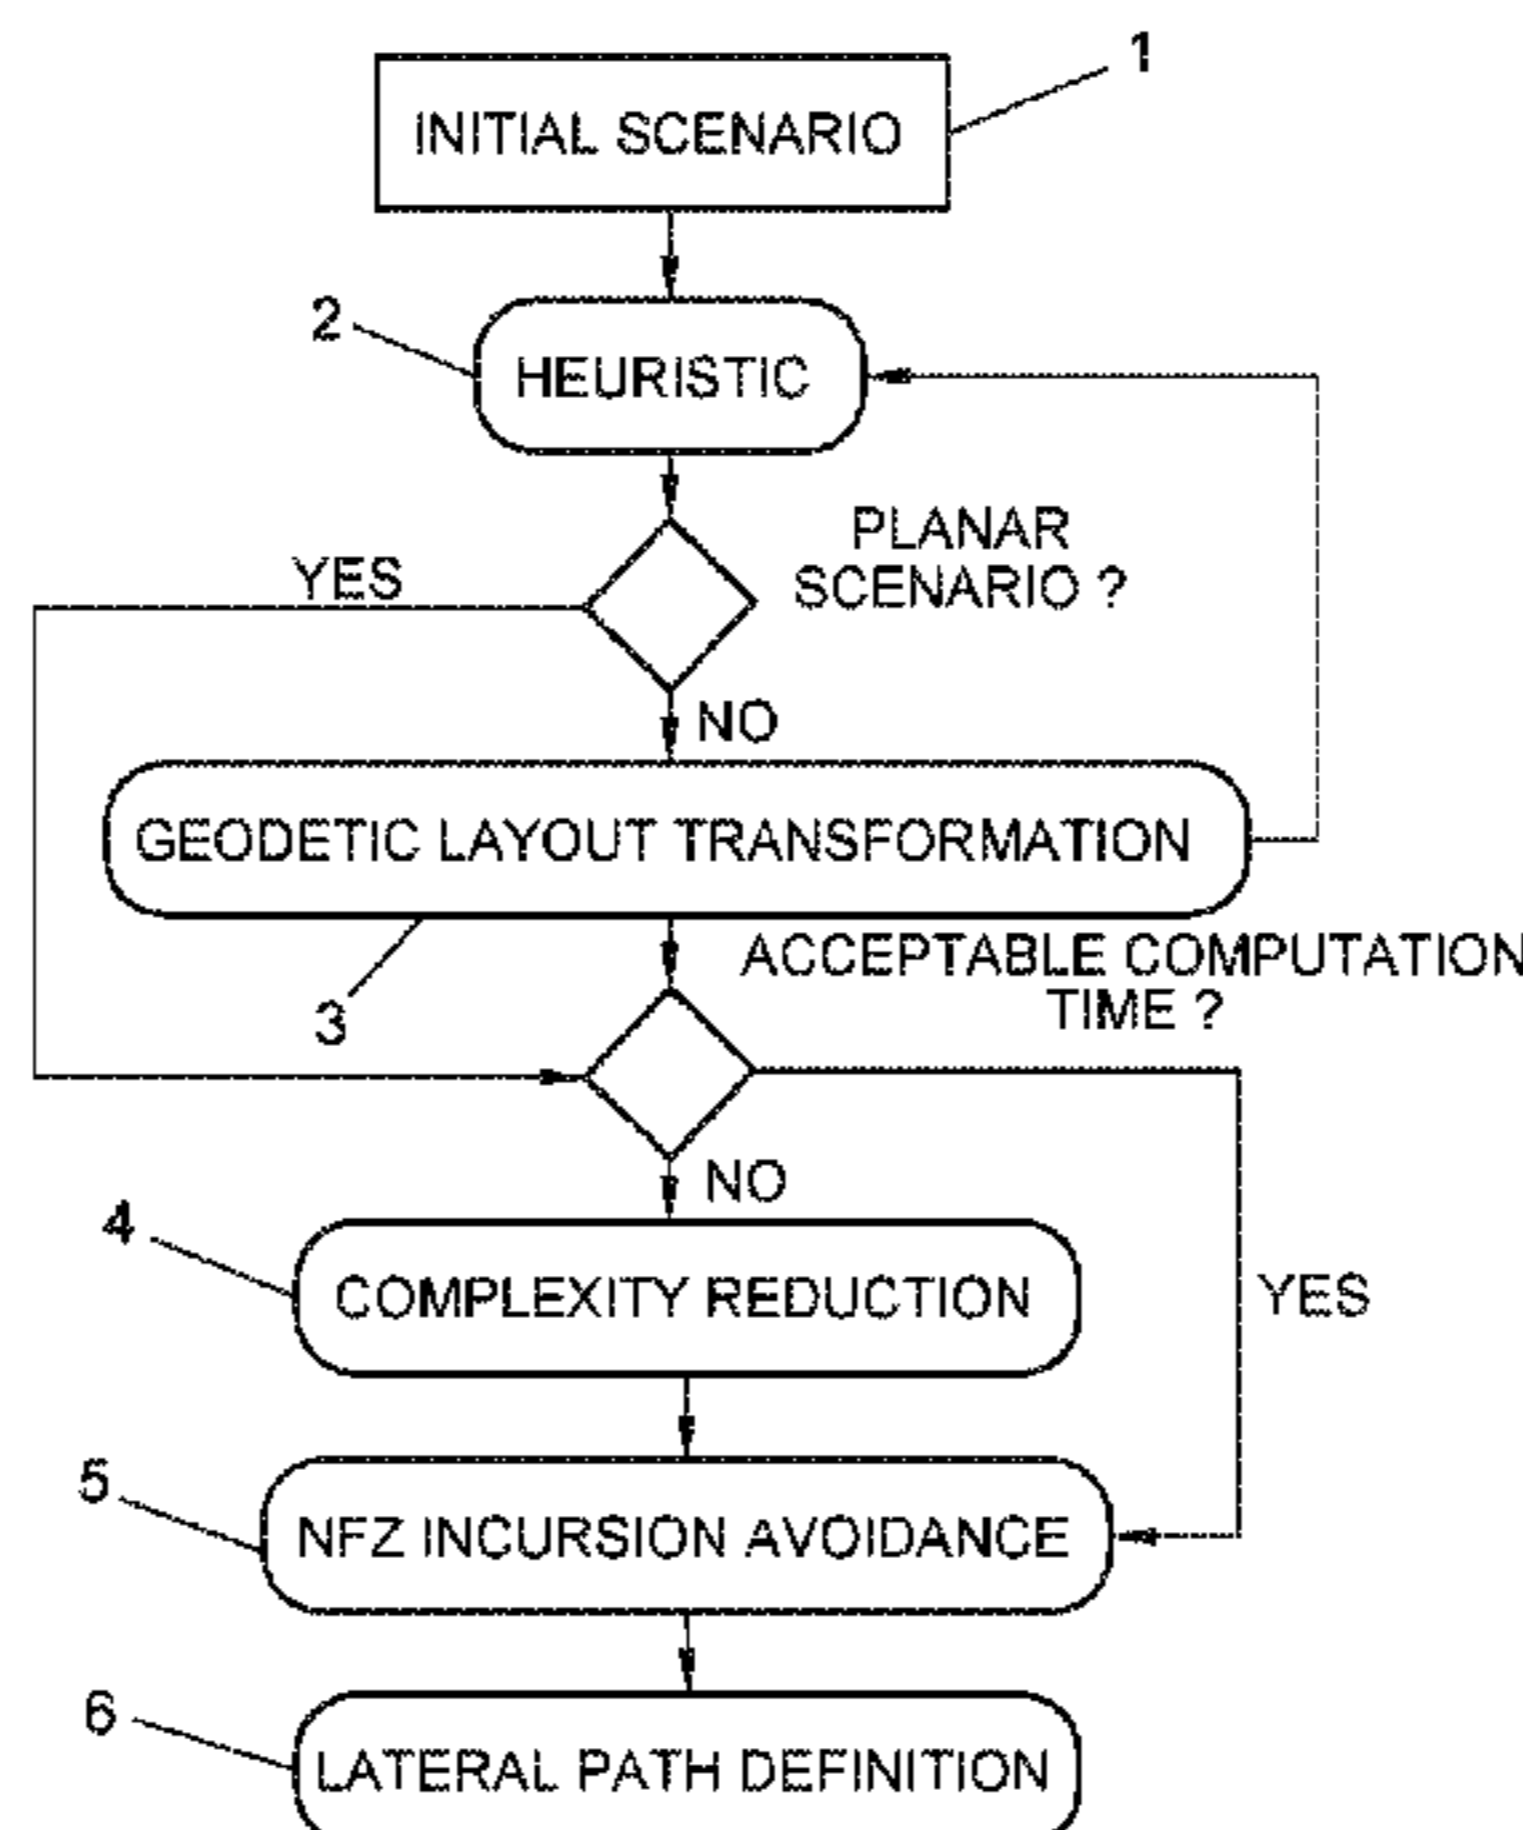 1
INITIAL SCENARIO
2
HEURISTIC
PLANAR
SCENARIO ?
YES
NO
GEODETIC LAYOUT TRANSFORMATION
ACCEPTABLE COMPUTATION
TIME ?
3
NO
4
COMPLEXITY REDUCTION
YES
5
NFZ INCURSION AVOIDANCE
6
LATERAL PATH DEFINITION